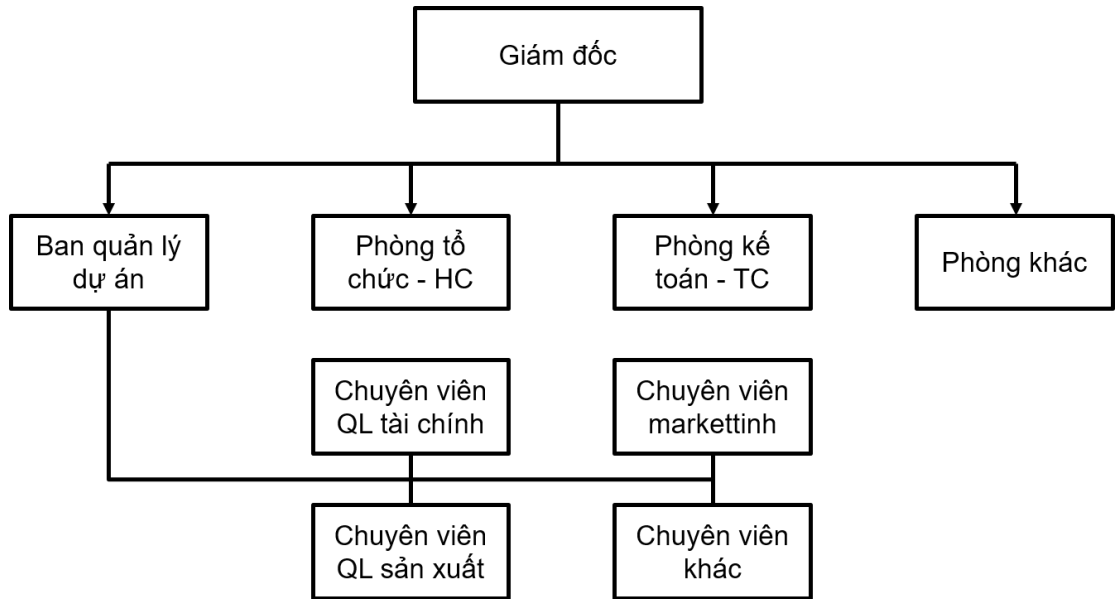 Giám đốc
Ban quản lý
dự án
Phòng tổ
chức - HC
Phòng kế
toán - TC
Phòng khác
Chuyên viên
QL tài chính
Chuyên viên
markettinh
Chuyên viên
QL sản xuất
Chuyên viên
khác